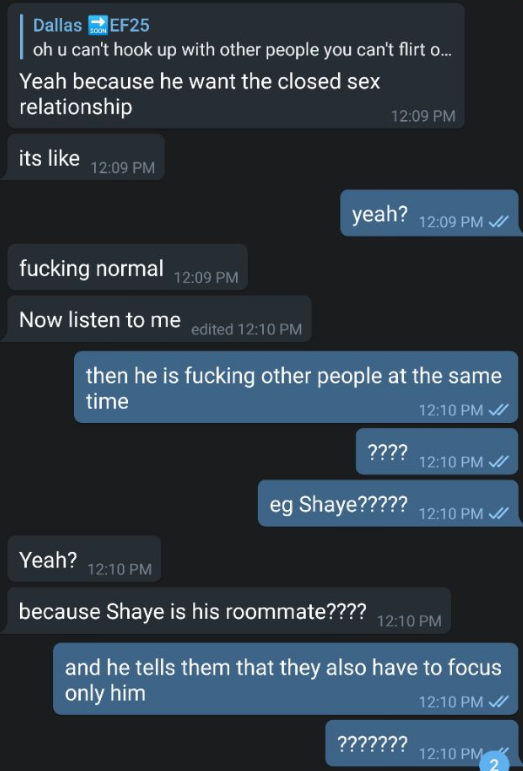 Dallas 🔜EF25
oh u can't hook up with other people you can't flirt o...
Yeah because he want the closed sex
relationship
12:09 PM
its like 12:09 PM
yeah? 12:09 PM
fucking normal 12:09 PM
Now listen to me edited 12:10 PM
then he is fucking other people at the same
time
12:10 PM
???? 12:10 PM
eg Shaye????? 12:10 PM
Yeah? 12:10 PM
because Shaye is his roommate???? 12:10 PM
and he tells them that they also have to focus
only him
12:10 PM
??????? 12:10 PM
2